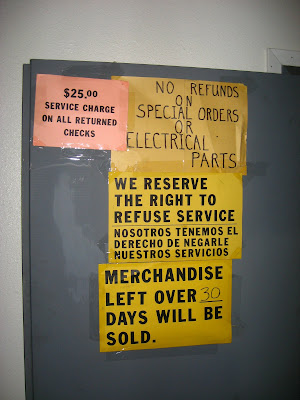 $25.00
SERVICE CHARGE
ON ALL RETURNED
CHECKS
NO REFUNDS
ON
SPECIAL ORDERS
OR
ELECTRICAL
PARTS
WE RESERVE
THE RIGHT TO
REFUSE SERVICE
NOSOTROS TENEMOS EL
DERECHO DE NEGARLE
NUESTROS SERVICIOS
MERCHANDISE
LEFT OVER 30
DAYS WILL BE
SOLD.